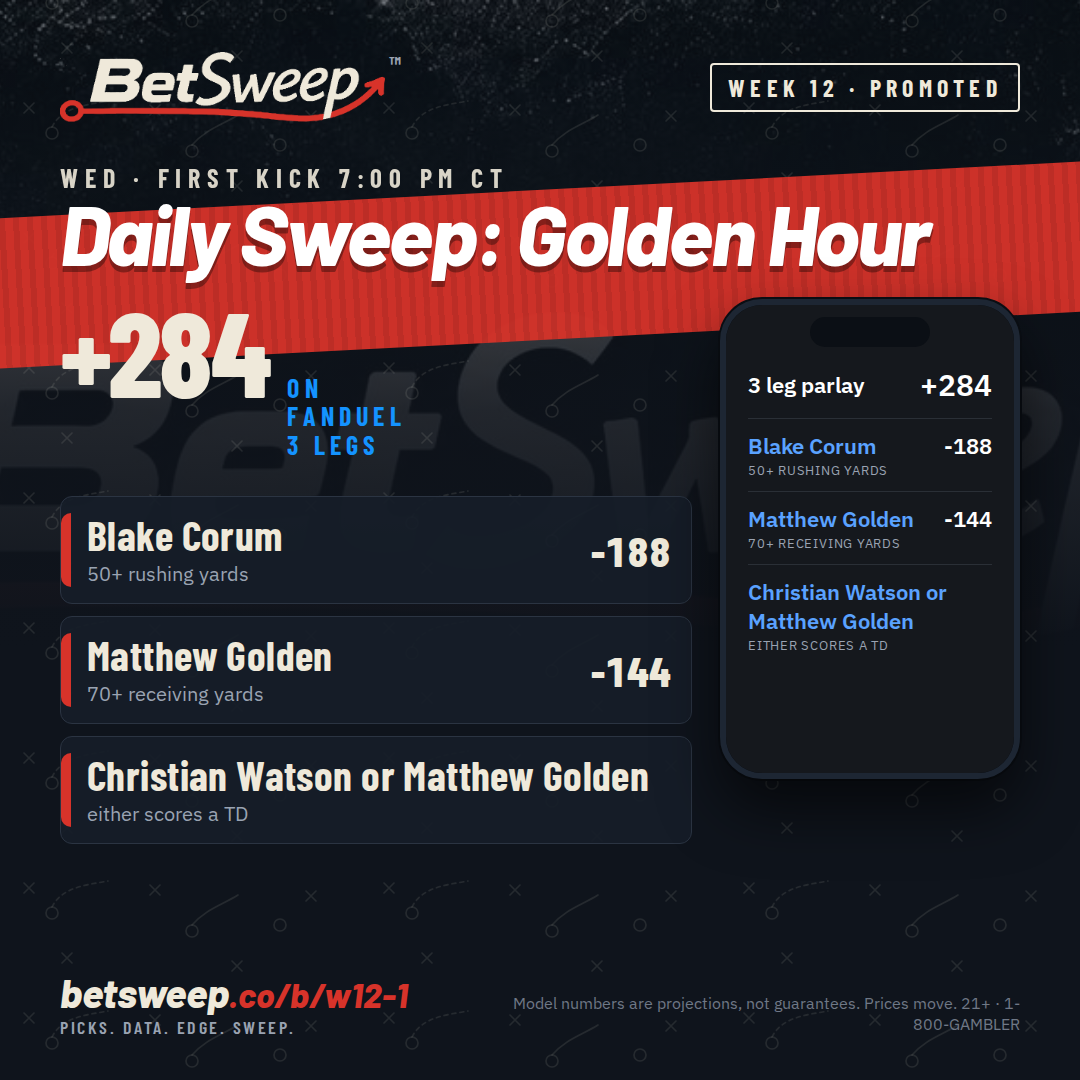 BetSweep™
WEEK 12 · PROMOTED
WED · FIRST KICK 7:00 PM CT
Daily Sweep: Golden Hour
+284
ON
FANDUEL
3 LEGS
Blake Corum
50+ rushing yards
-188
Matthew Golden
70+ receiving yards
-144
Christian Watson or Matthew Golden
either scores a TD
3 leg parlay
+284
Blake Corum
-188
50+ RUSHING YARDS
Matthew Golden
-144
70+ RECEIVING YARDS
Christian Watson or
Matthew Golden
EITHER SCORES A TD
betsweep.co/b/w12-1
PICKS. DATA. EDGE. SWEEP.
Model numbers are projections, not guarantees. Prices move. 21+ · 1-
800-GAMBLER